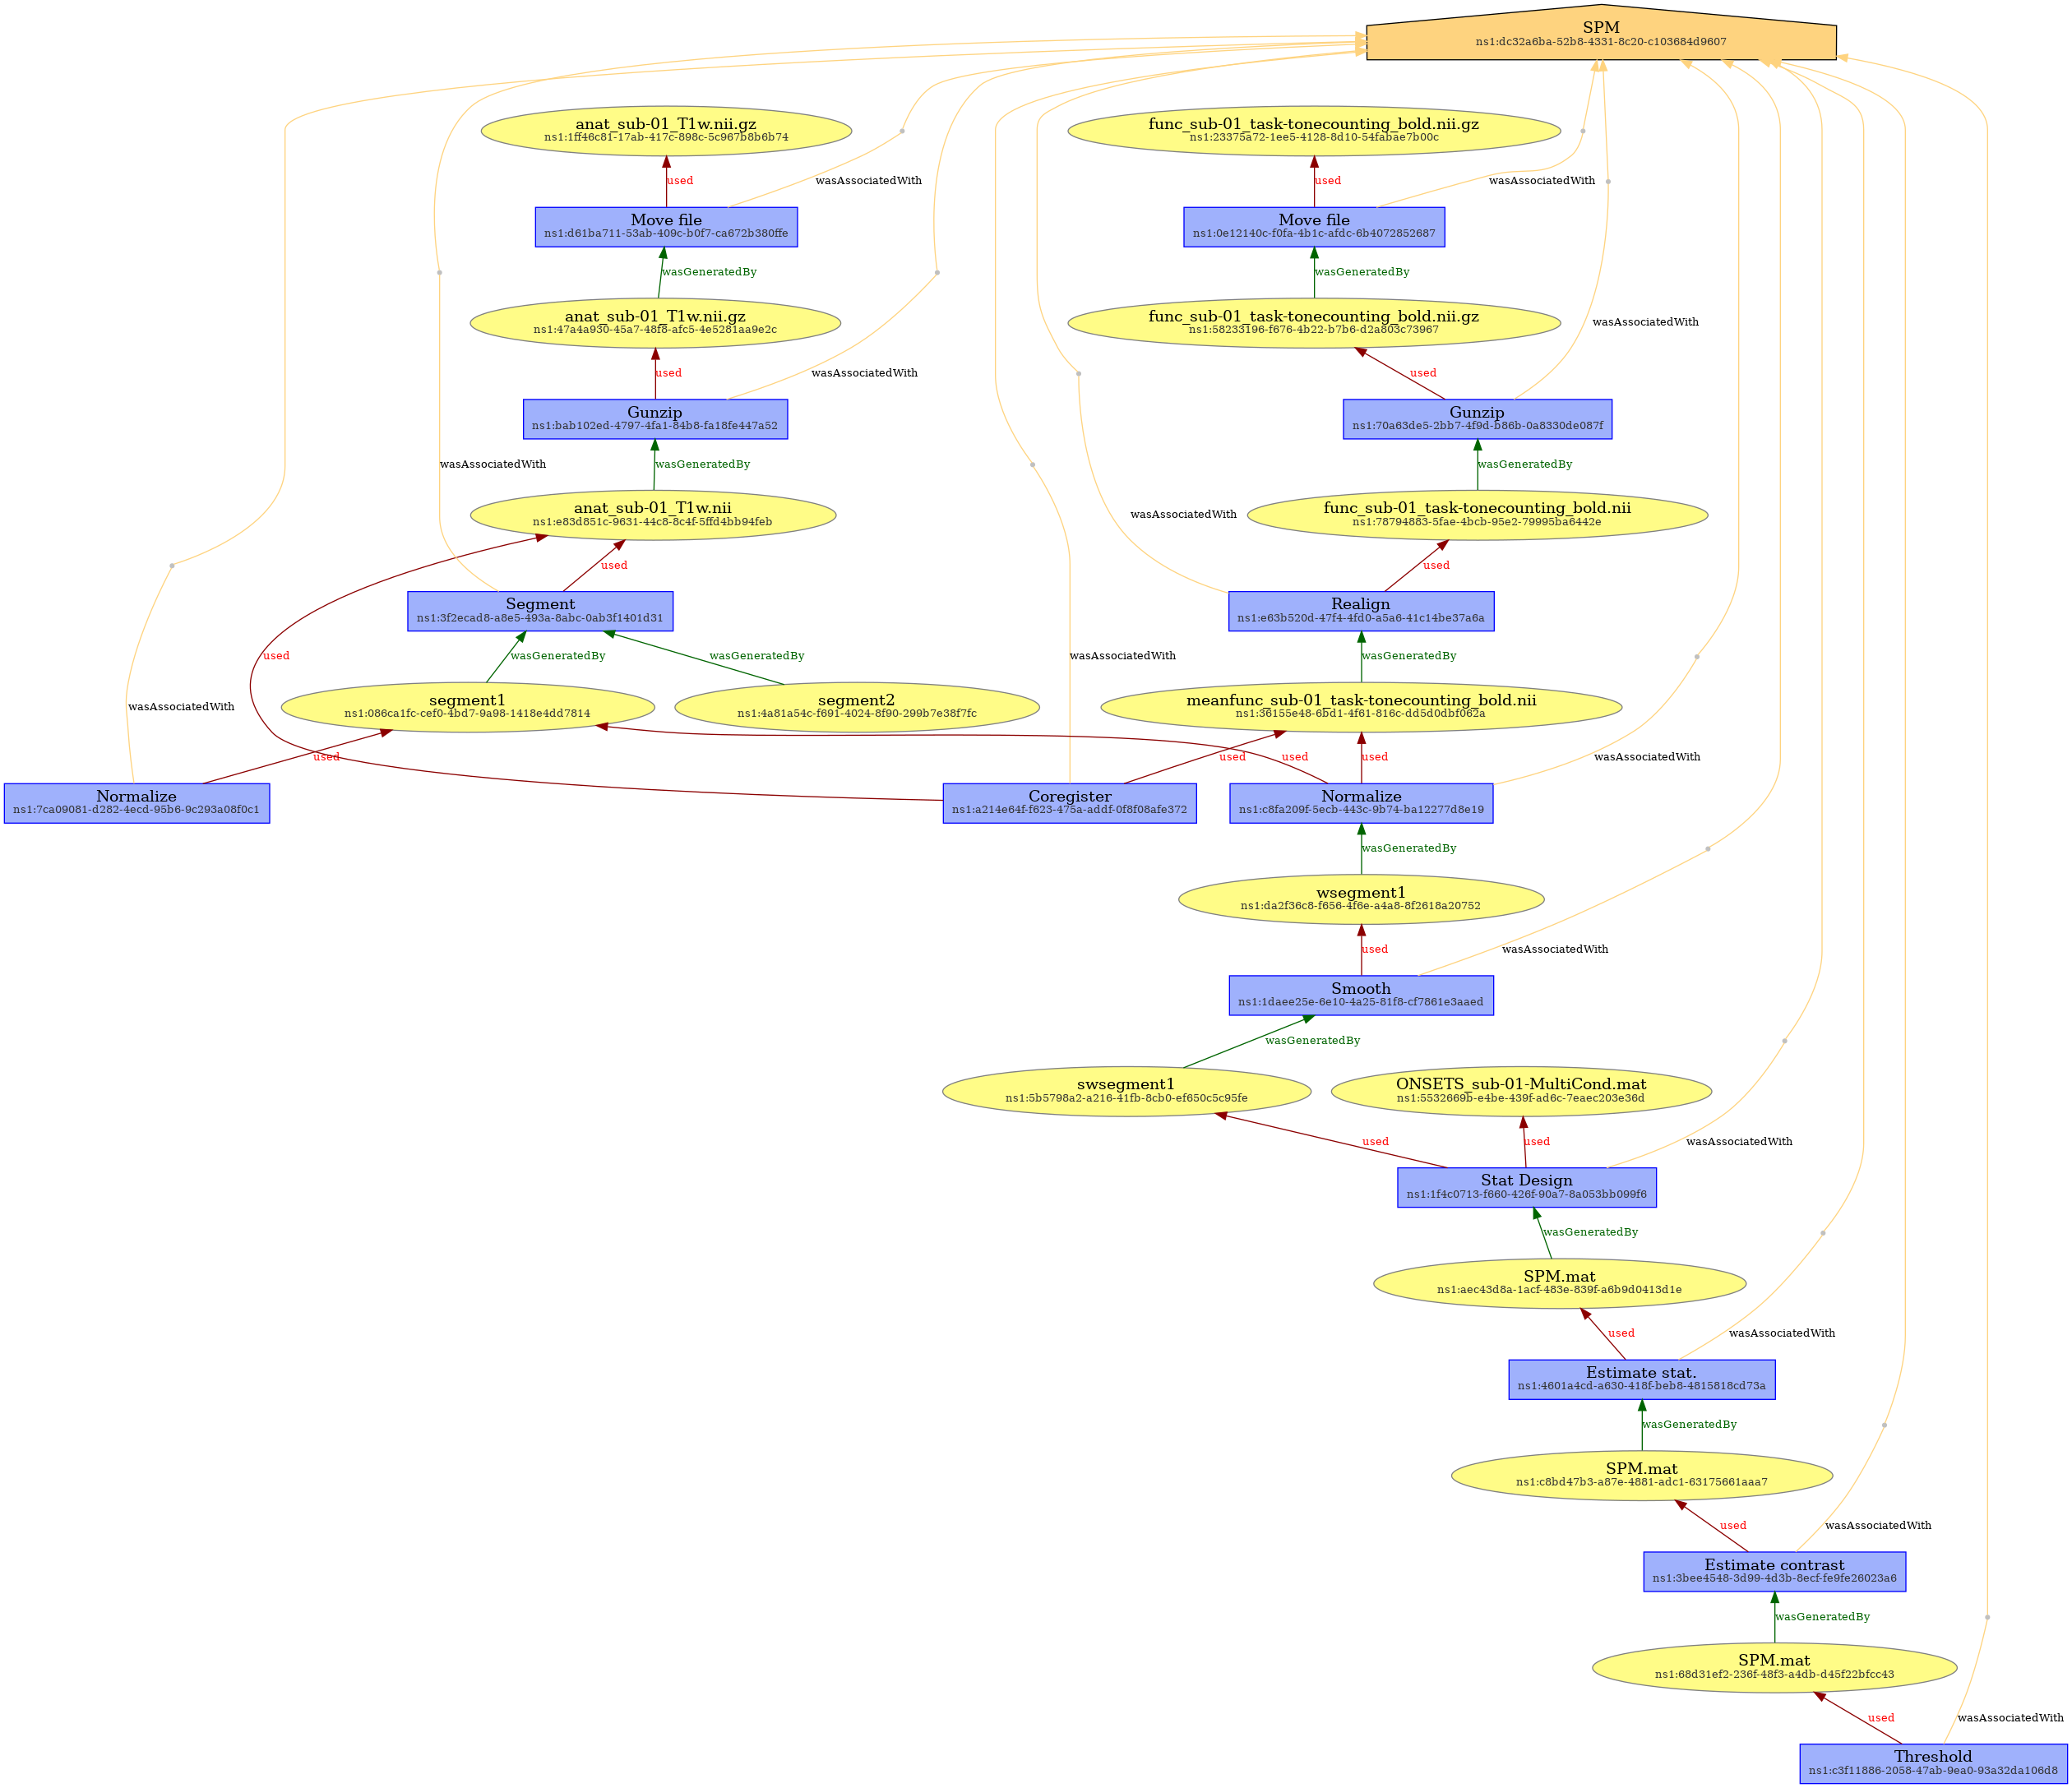 SPM
ns1:dc32a6ba-52b8-4331-8c20-c103684d9607
anat_sub-01_T1w.nii.gz
ns1:1ff46c81-17ab-417c-898c-5c967b8b6b74
func_sub-01_task-tonecounting_bold.nii.gz
ns1:23375a72-1ee5-4128-8d10-54fabae7b00c
used
wasAssociatedWith
used
wasAssociatedWith
Move file
ns1:d61ba711-53ab-409c-b0f7-ca672b380ffe
Move file
ns1:0e12140c-f0fa-4b1c-afdc-6b4072852687
wasGeneratedBy
wasGeneratedBy
anat_sub-01_T1w.nii.gz
ns1:47a4a930-45a7-48f8-afc5-4e5281aa9e2c
func_sub-01_task-tonecounting_bold.nii.gz
ns1:58233196-f676-4b22-b7b6-d2a803c73967
wasAssociatedWith
used
wasAssociatedWith
used
Gunzip
ns1:bab102ed-4797-4fa1-84b8-fa18fe447a52
Gunzip
ns1:70a63de5-2bb7-4f9d-b86b-0a8330de087f
wasAssociatedWith
wasGeneratedBy
wasGeneratedBy
anat_sub-01_T1w.nii
ns1:e83d851c-9631-44c8-8c4f-5ffd4bb94feb
wasAssociatedWith
func_sub-01_task-tonecounting_bold.nii
ns1:78794883-5fae-4bcb-95e2-79995ba6442e
used
used
Segment
ns1:3f2ecad8-a8e5-493a-8abc-0ab3f1401d31
Realign
ns1:e63b520d-47f4-4fd0-a5a6-41c14be37a6a
used
wasGeneratedBy
wasGeneratedBy
wasAssociatedWith
wasGeneratedBy
wasAssociatedWith
segment1
ns1:086ca1fc-cef0-4bd7-9a98-1418e4dd7814
segment2
ns1:4a81a54c-f691-4024-8f90-299b7e38f7fc
meanfunc_sub-01_task-tonecounting_bold.nii
ns1:36155e48-6bd1-4f61-816c-dd5d0dbf062a
used
used
used
used
wasAssociatedWith
Normalize
ns1:7ca09081-d282-4ecd-95b6-9c293a08f0c1
Coregister
ns1:a214e64f-f623-475a-addf-0f8f08afe372
Normalize
ns1:c8fa209f-5ecb-443c-9b74-ba12277d8e19
wasGeneratedBy
wsegment1
ns1:da2f36c8-f656-4f6e-a4a8-8f2618a20752
used
wasAssociatedWith
Smooth
ns1:1daee25e-6e10-4a25-81f8-cf7861e3aaed
wasGeneratedBy
swsegment1
ns1:5b5798a2-a216-41fb-8cb0-ef650c5c95fe
ONSETS_sub-01-MultiCond.mat
ns1:5532669b-e4be-439f-ad6c-7eaec203e36d
used
used
wasAssociatedWith
Stat Design
ns1:1f4c0713-f660-426f-90a7-8a053bb099f6
wasGeneratedBy
SPM.mat
ns1:aec43d8a-1acf-483e-839f-a6b9d0413d1e
used
wasAssociatedWith
Estimate stat.
ns1:4601a4cd-a630-418f-beb8-4815818cd73a
wasGeneratedBy
SPM.mat
ns1:c8bd47b3-a87e-4881-adc1-63175661aaa7
used
wasAssociatedWith
Estimate contrast
ns1:3bee4548-3d99-4d3b-8ecf-fe9fe26023a6
wasGeneratedBy
SPM.mat
ns1:68d31ef2-236f-48f3-a4db-d45f22bfcc43
used
wasAssociatedWith
Threshold
ns1:c3f11886-2058-47ab-9ea0-93a32da106d8